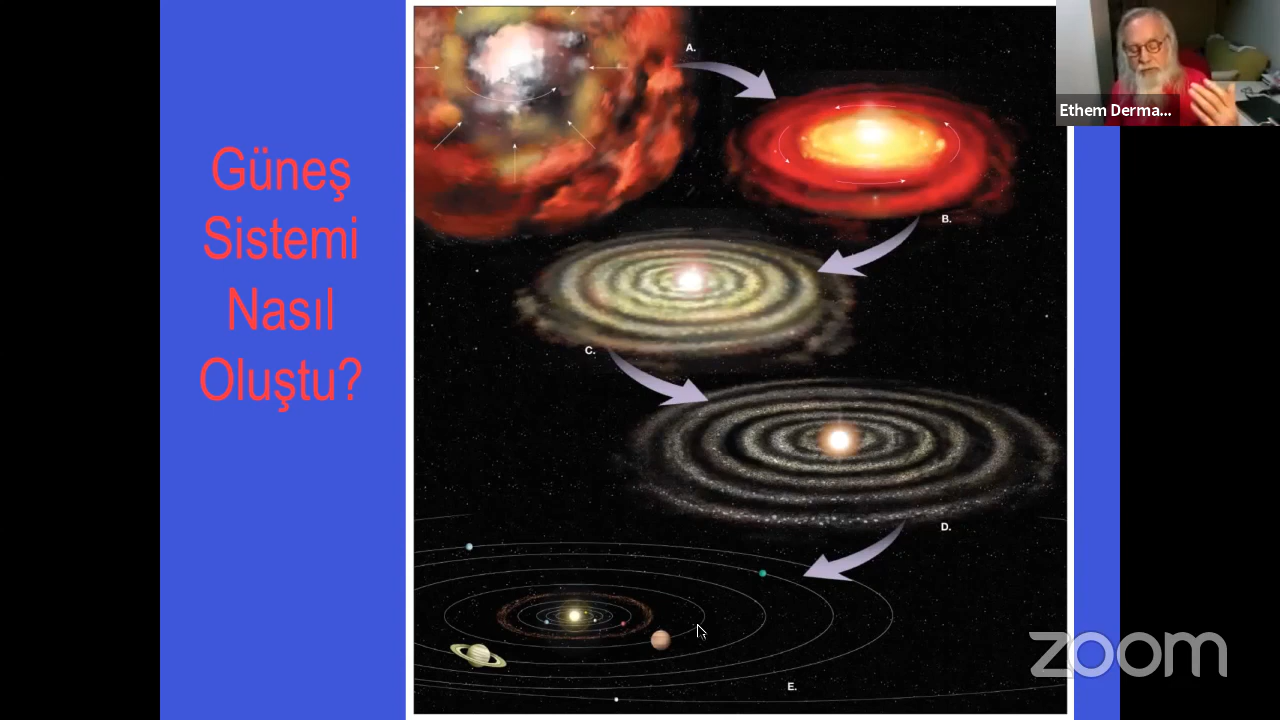 Güneş
Sistemi
Nasıl
Oluştu?
A.
B.
C.
D.
E.
Ethem Derma...
zoom